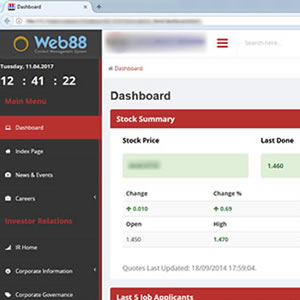 Dashboard
Web88
Content Management System
Search here...
Tuesday, 11.04.2017
12 : 41 : 22
Main Menu
Dashboard
Index Page
News & Events
Careers
Investor Relations
IR Home
Corporate Information
Corporate Governance
Dashboard
Dashboard
Stock Summary
Stock Price
Last Done
1.460
Change
Change %
0.010
0.69
Open
High
1.450
1.470
Quotes Last Updated: 18/09/2014 17:59:04.
Last 5 Job Applicants